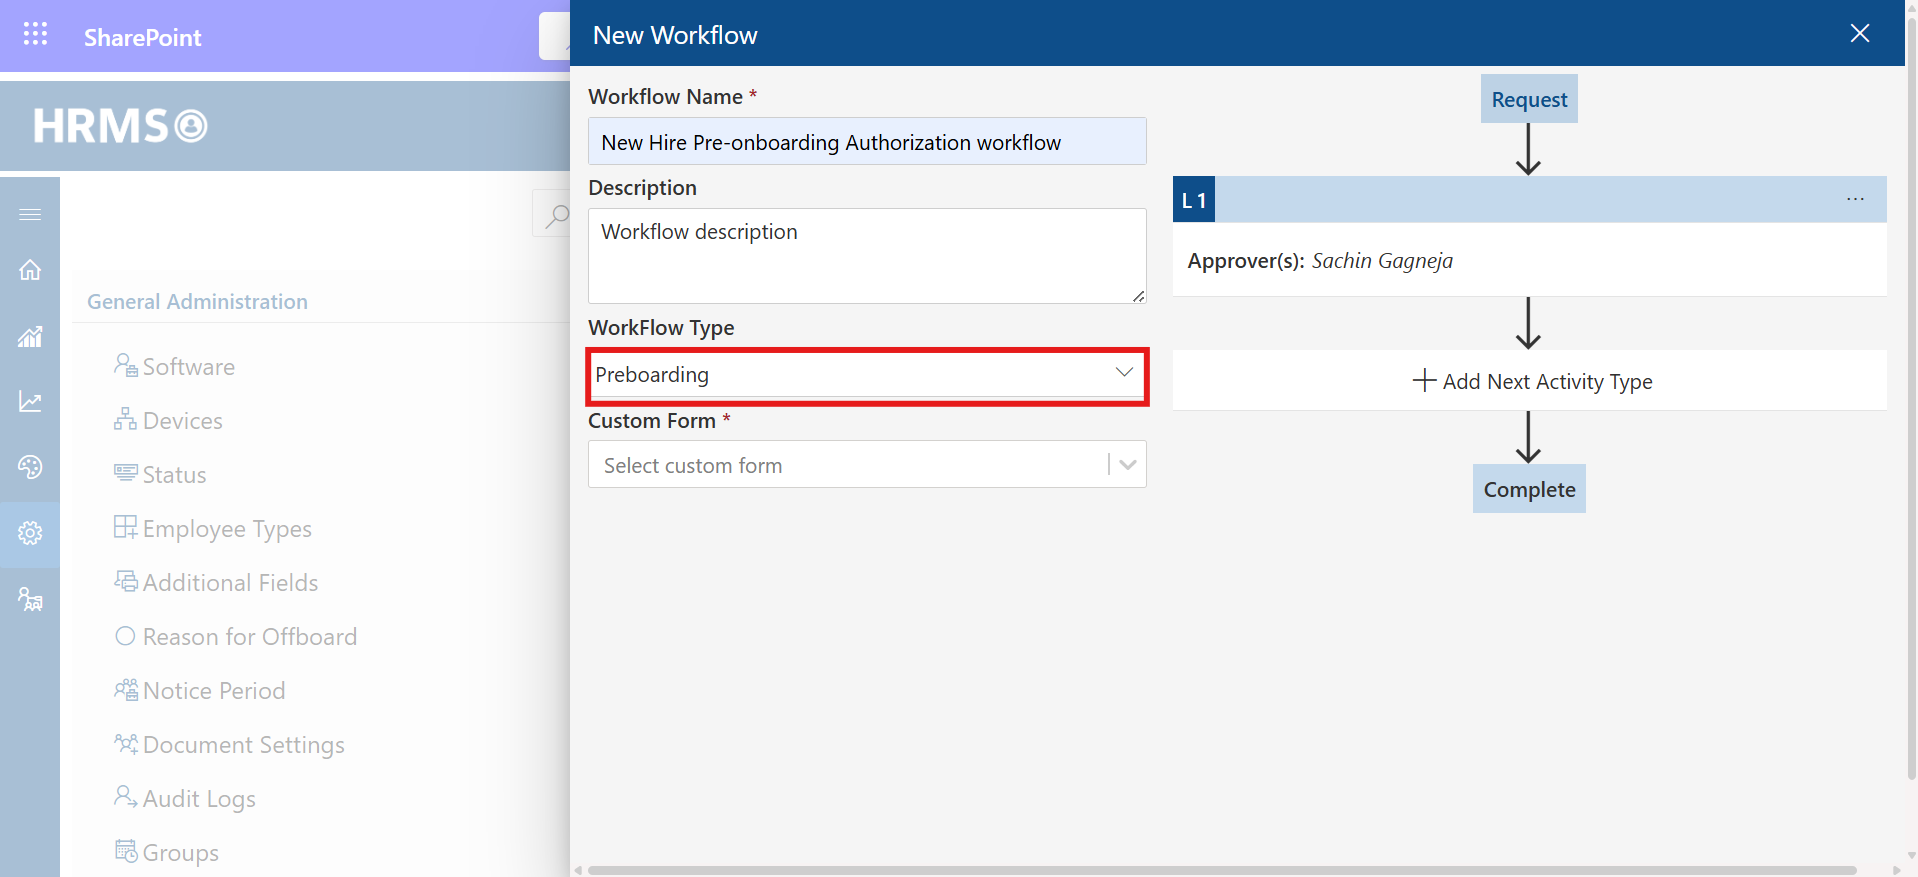 SharePoint
HRMS
General Administration
Software
Devices
Status
Employee Types
Additional Fields
Reason for Offboard
Notice Period
Document Settings
Audit Logs
Groups
New Workflow
Workflow Name *
New Hire Pre-onboarding Authorization workflow
Description
Workflow description
WorkFlow Type
Preboarding
Custom Form *
Select custom form
Request
L 1
...
Approver(s): Sachin Gagneja
Add Next Activity Type
Complete